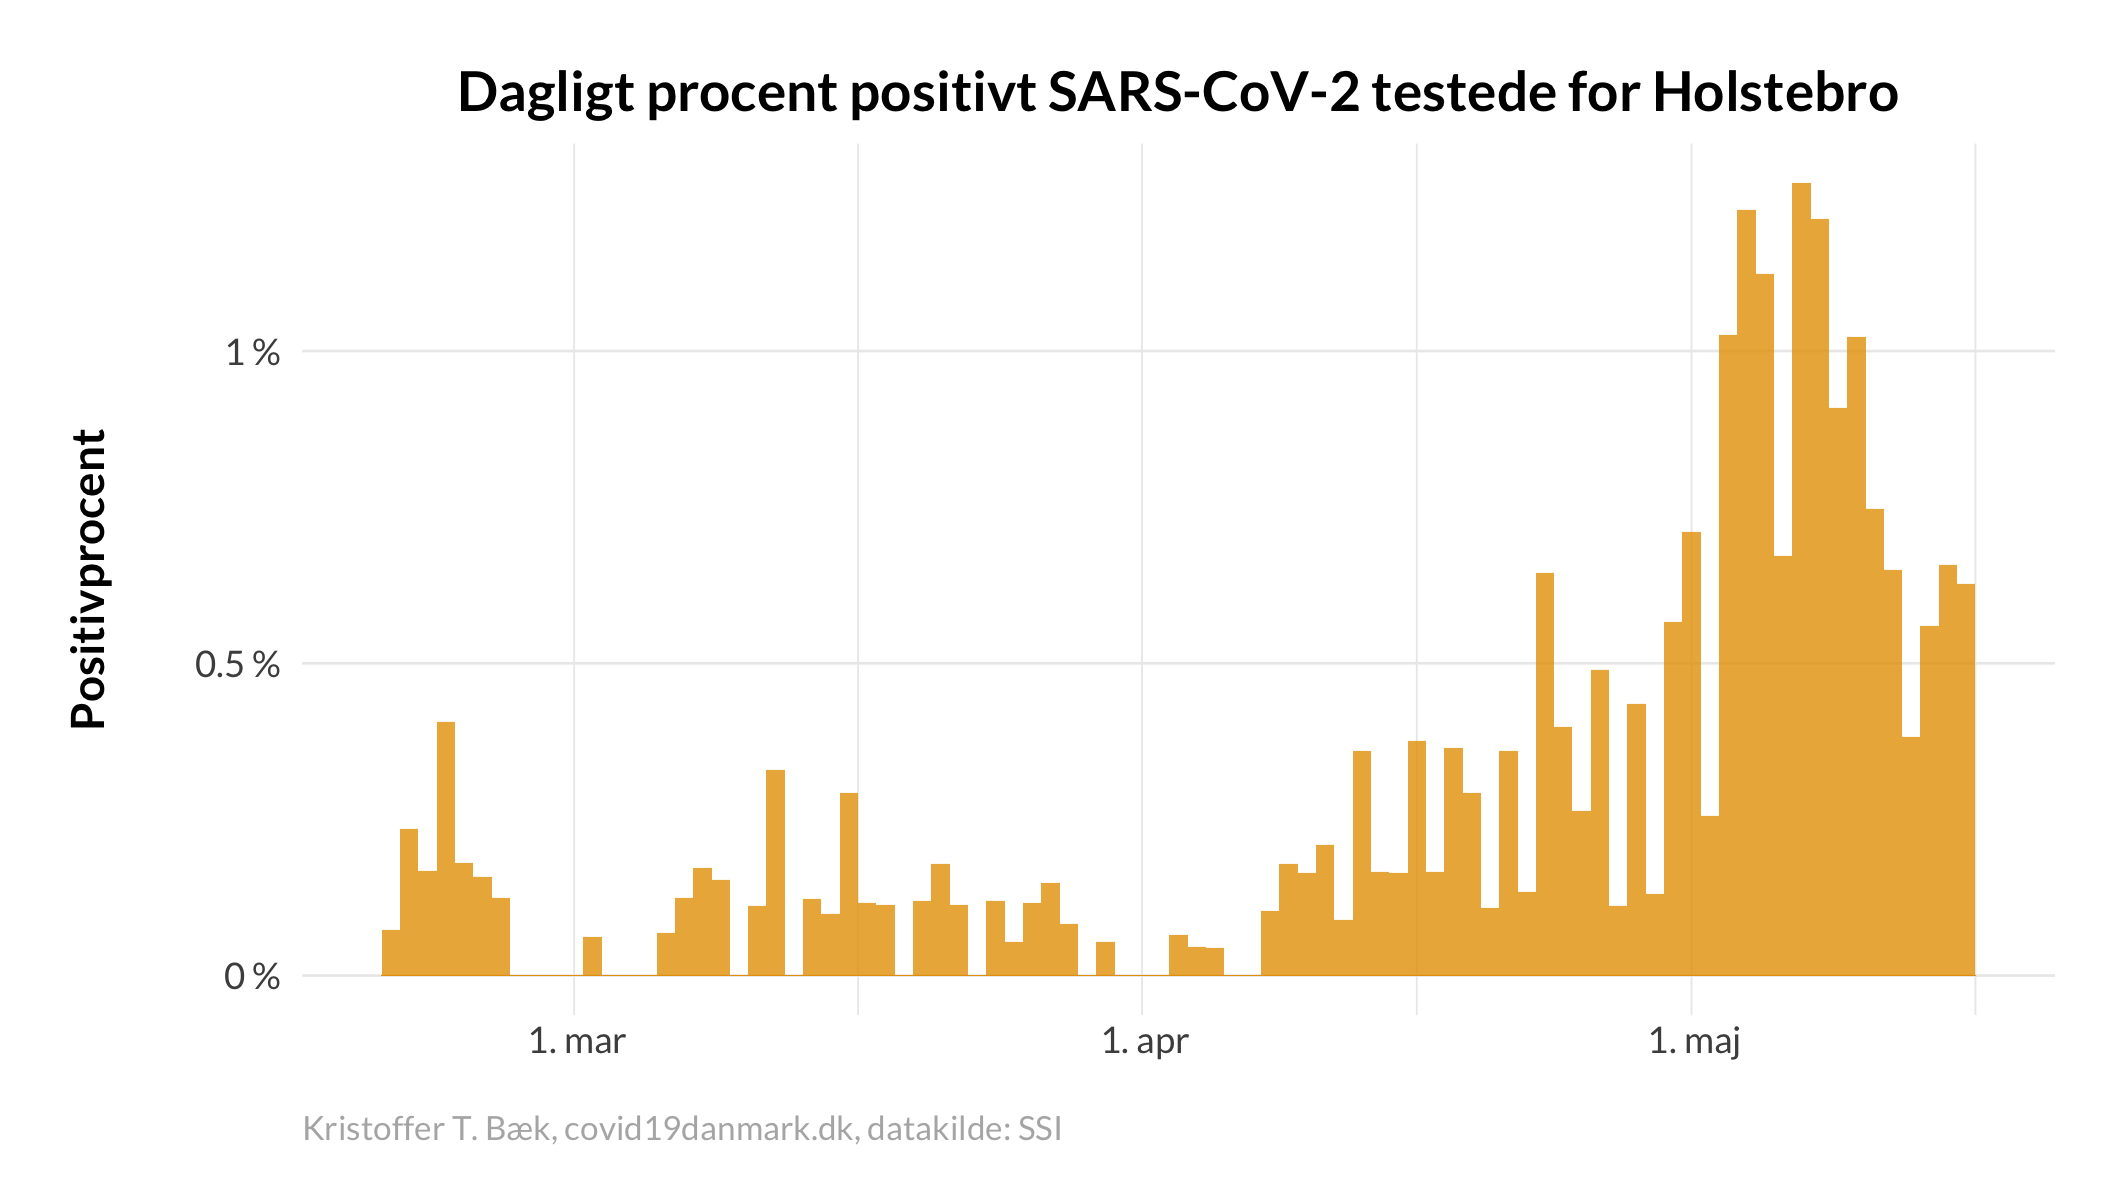 Dagligt procent positivt SARS-CoV-2 testede for Holstebro
Positivprocent
1 %
0.5 %
0 %
1. mar
1. apr
1. maj
Kristoffer T. Bæk, covid19danmark.dk, datakilde: SSI